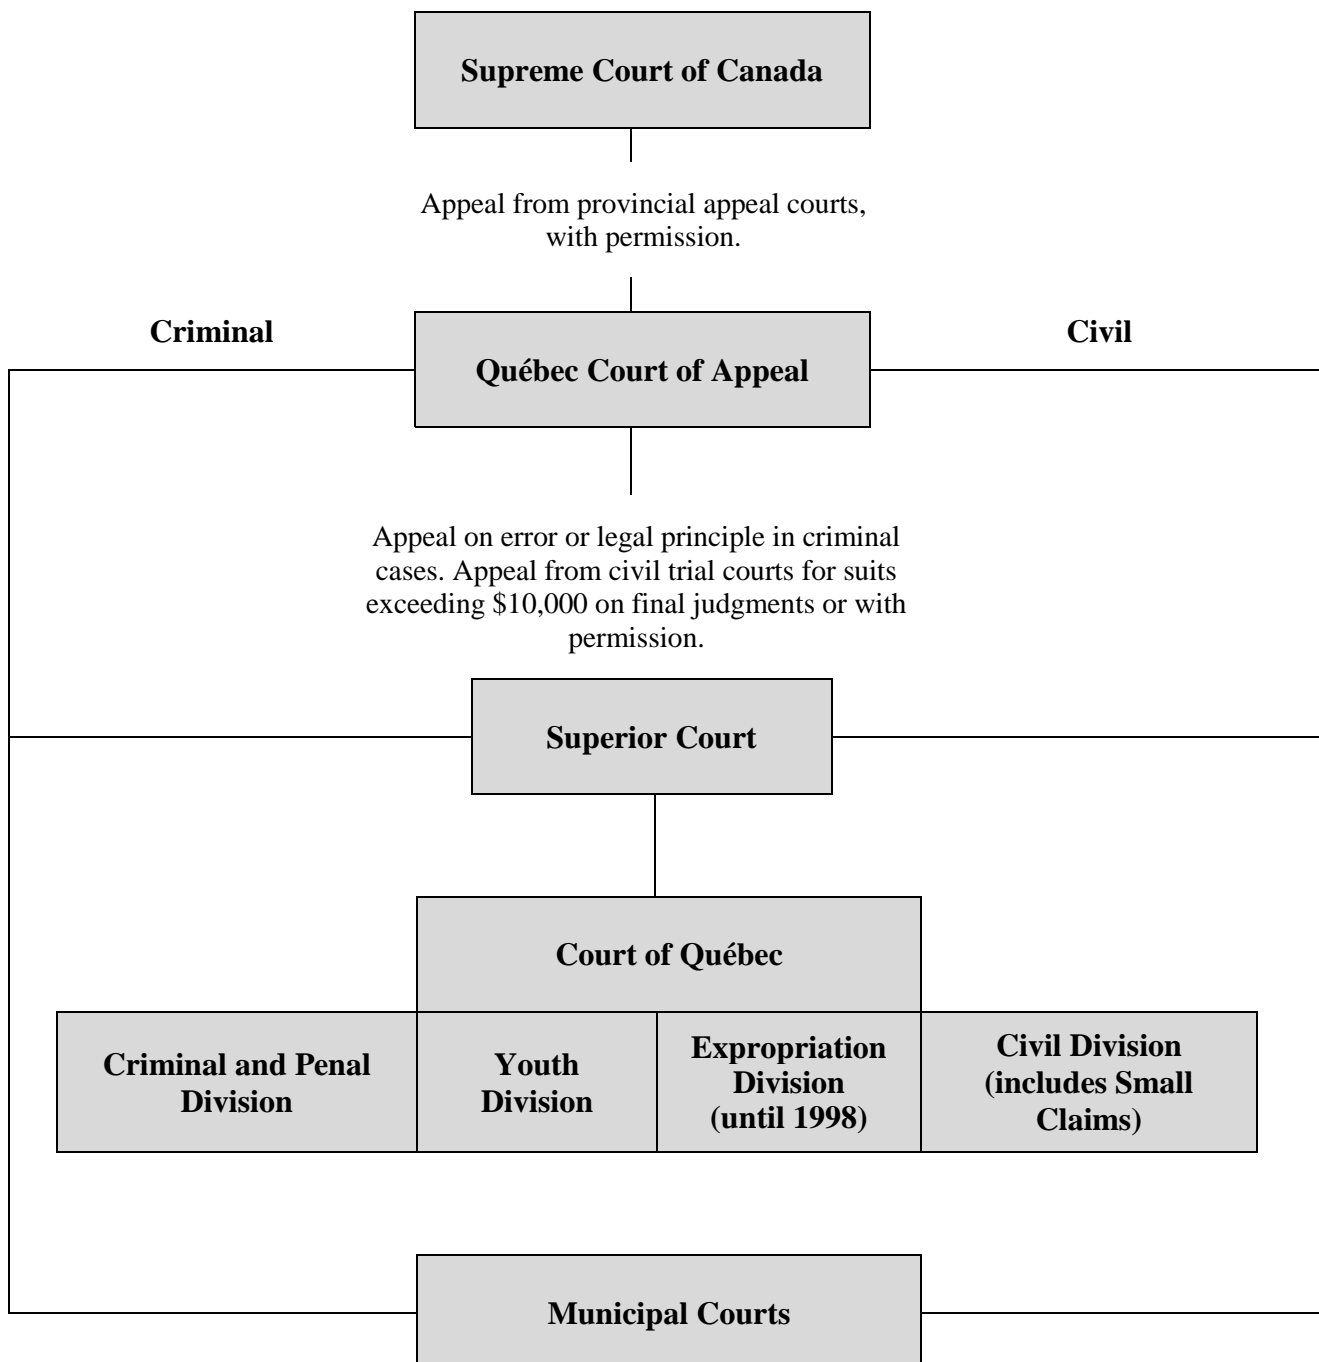 Supreme Court of Canada
Appeal from provincial appeal courts,
with permission.
Criminal
Civil
Québec Court of Appeal
Appeal on error or legal principle in criminal
cases. Appeal from civil trial courts for suits
exceeding $10,000 on final judgments or with
permission.
Superior Court
Court of Québec
Criminal and Penal
Division
Youth
Division
Expropriation
Division
(until 1998)
Civil Division
(includes Small
Claims)
Municipal Courts